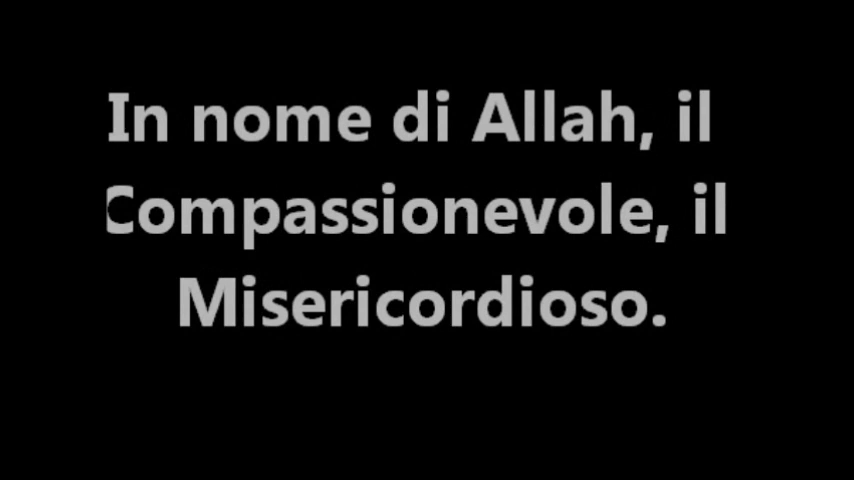 In nome di Allah, il
Compassionevole, il
Misericordioso.